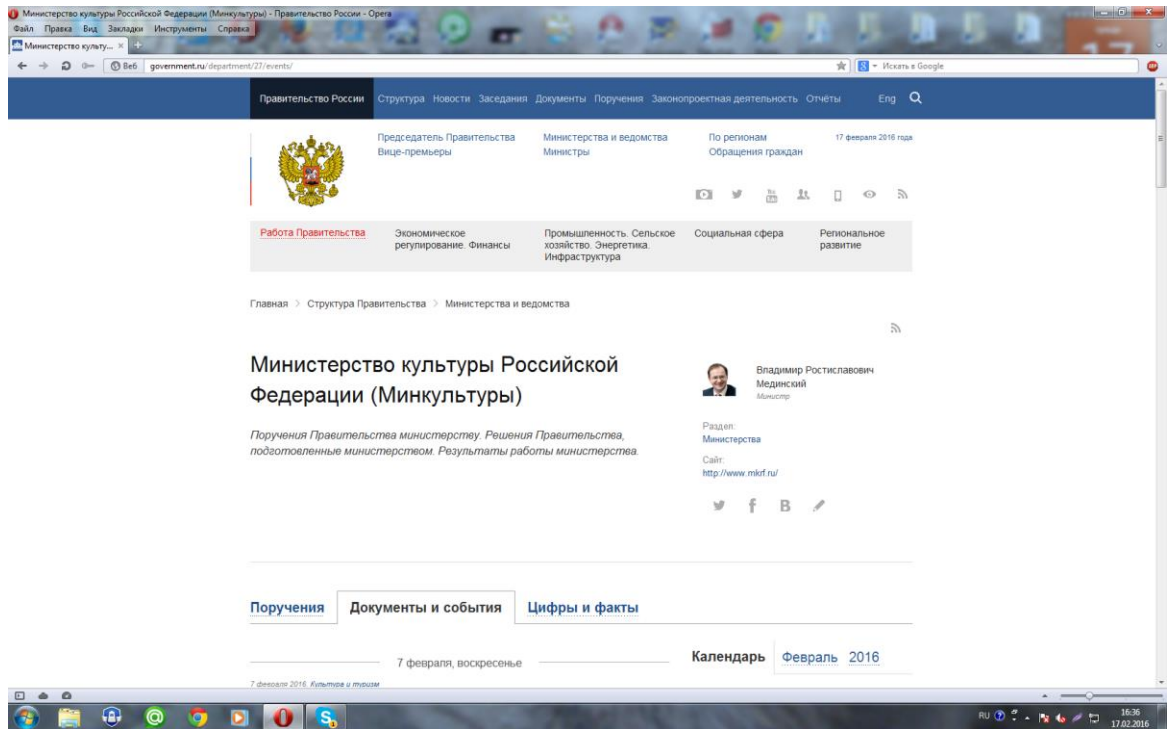 Министерство культуры Российской Федерации (Минкультуры) - Правительство России - Opera
Файл Правка Вид Закладки Инструменты Справка
Министерство культу...
Веб government.ru/department/27/events/ Искать в Google
Правительство России Структура Новости Заседания Документы Поручения Законопроектная деятельность Отчёты Eng
Председатель Правительства Министерства и ведомства По регионам 17 февраля 2016 года
Вице-премьеры Министры Обращения граждан
Работа Правительства Экономическое регулирование. Финансы Промышленность. Сельское хозяйство. Энергетика. Инфраструктура Социальная сфера Региональное развитие
Главная Структура Правительства Министерства и ведомства
Министерство культуры Российской
Федерации (Минкультуры)
Поручения Правительства министерству. Решения Правительства,
подготовленные министерством. Результаты работы министерства.
Владимир Ростиславович
Мединский
Министр
Раздел:
Министерства
Сайт:
http://www.mkrf.ru/
Поручения Документы и события Цифры и факты
7 февраля, воскресенье
Календарь Февраль 2016
7 февраля 2016, Культура и туризм
RU 16:36
17.02.2016